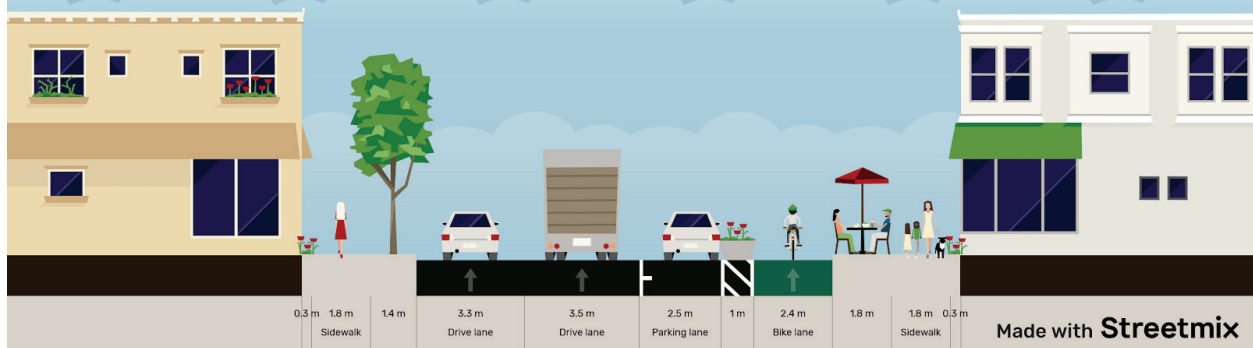 0.3 m 1.8 m 1.4 m 3.3 m 3.5 m 2.5 m 1 m 2.4 m 1.8 m 1.8 m 0.3 m
Sidewalk Drive lane Drive lane Parking lane Bike lane Sidewalk
Made with Streetmix